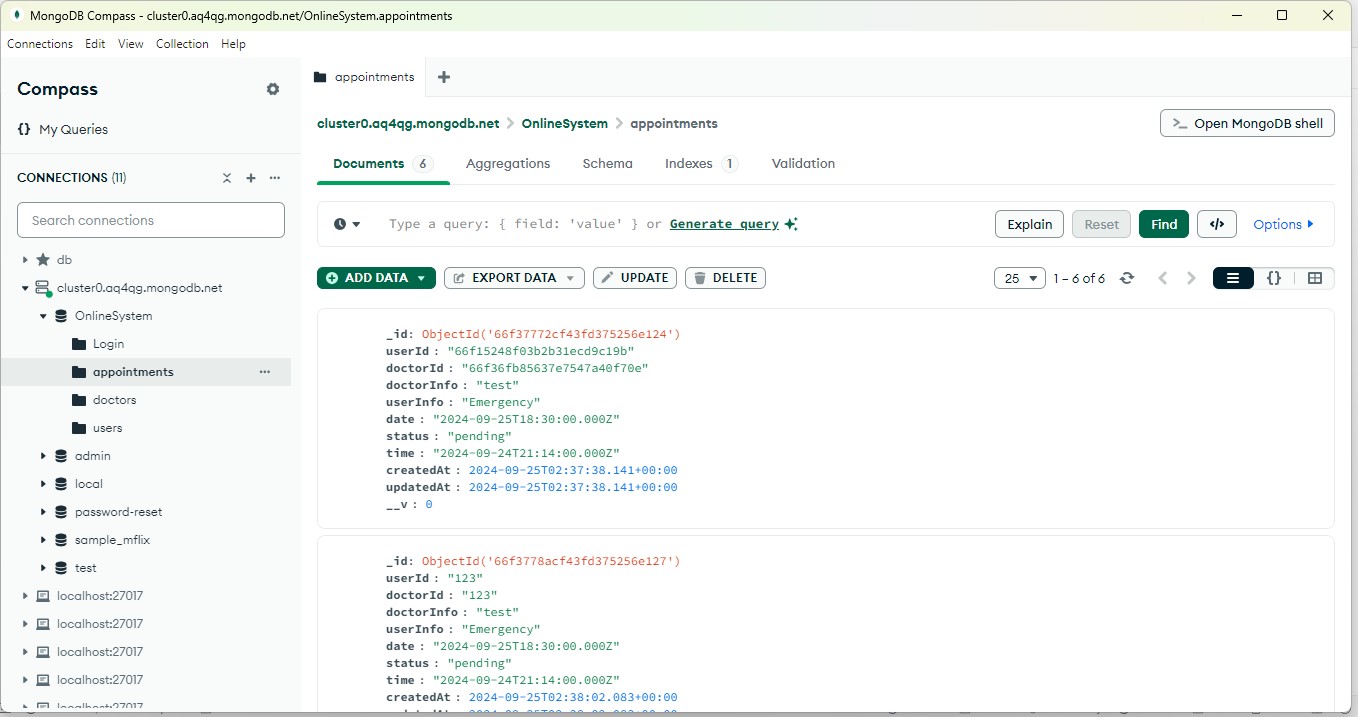 MongoDB Compass - cluster0.aq4qg.mongodb.net/OnlineSystem.appointments
Connections Edit View Collection Help
Compass
{} My Queries
CONNECTIONS (11)
Search connections
db
cluster0.aq4qg.mongodb.net
OnlineSystem
Login
appointments
doctors
users
admin
local
password-reset
sample_mflix
test
localhost:27017
localhost:27017
localhost:27017
localhost:27017
localhost:27017
appointments
cluster0.aq4qg.mongodb.net > OnlineSystem > appointments
>_ Open MongoDB shell
Documents 6 Aggregations Schema Indexes 1 Validation
Type a query: { field: 'value' } or Generate query
Explain Reset Find </> Options
ADD DATA EXPORT DATA UPDATE DELETE
25 1 – 6 of 6 {}
_id: ObjectId('66f37772cf43fd375256e124')
userId : "66f15248f03b2b31ecd9c19b"
doctorId : "66f36fb85637e7547a40f70e"
doctorInfo : "test"
userInfo : "Emergency"
date : "2024-09-25T18:30:00.000Z"
status : "pending"
time : "2024-09-24T21:14:00.000Z"
createdAt : 2024-09-25T02:37:38.141+00:00
updatedAt : 2024-09-25T02:37:38.141+00:00
__v : 0
_id: ObjectId('66f3778acf43fd375256e127')
userId : "123"
doctorId : "123"
doctorInfo : "test"
userInfo : "Emergency"
date : "2024-09-25T18:30:00.000Z"
status : "pending"
time : "2024-09-24T21:14:00.000Z"
createdAt : 2024-09-25T02:38:02.083+00:00